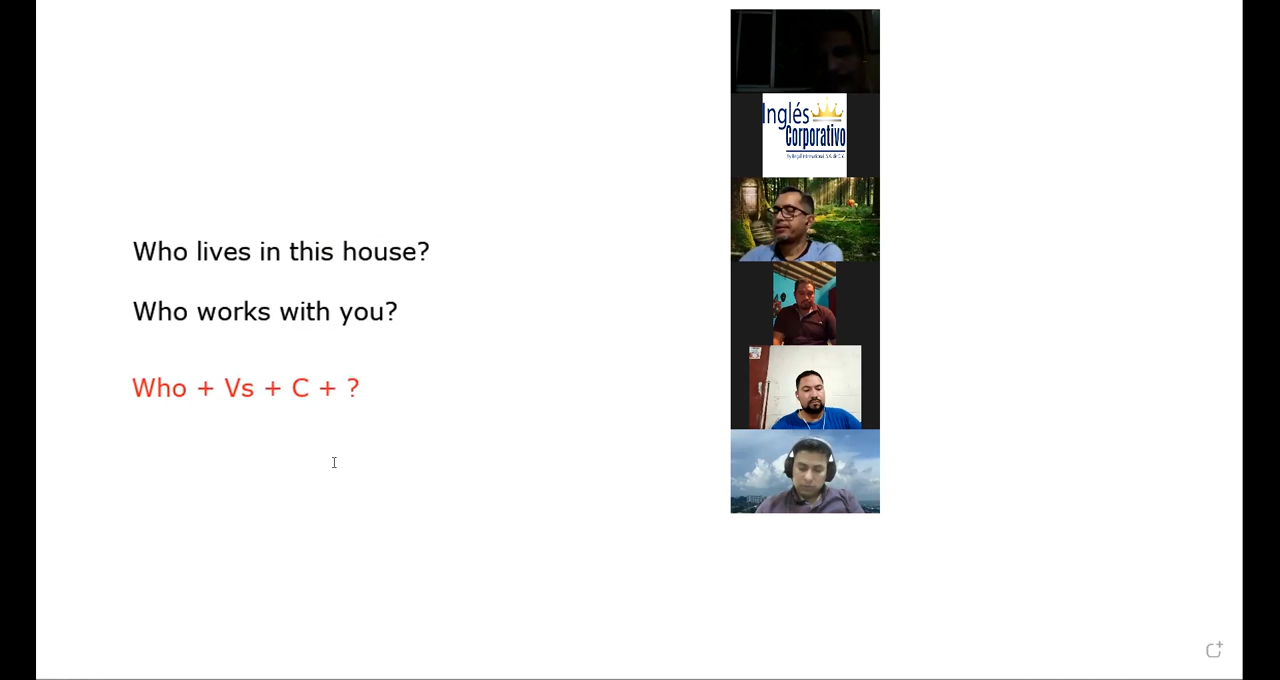 Who lives in this house?
Who works with you?
Who + Vs + C + ?
Inglés
Corporativo